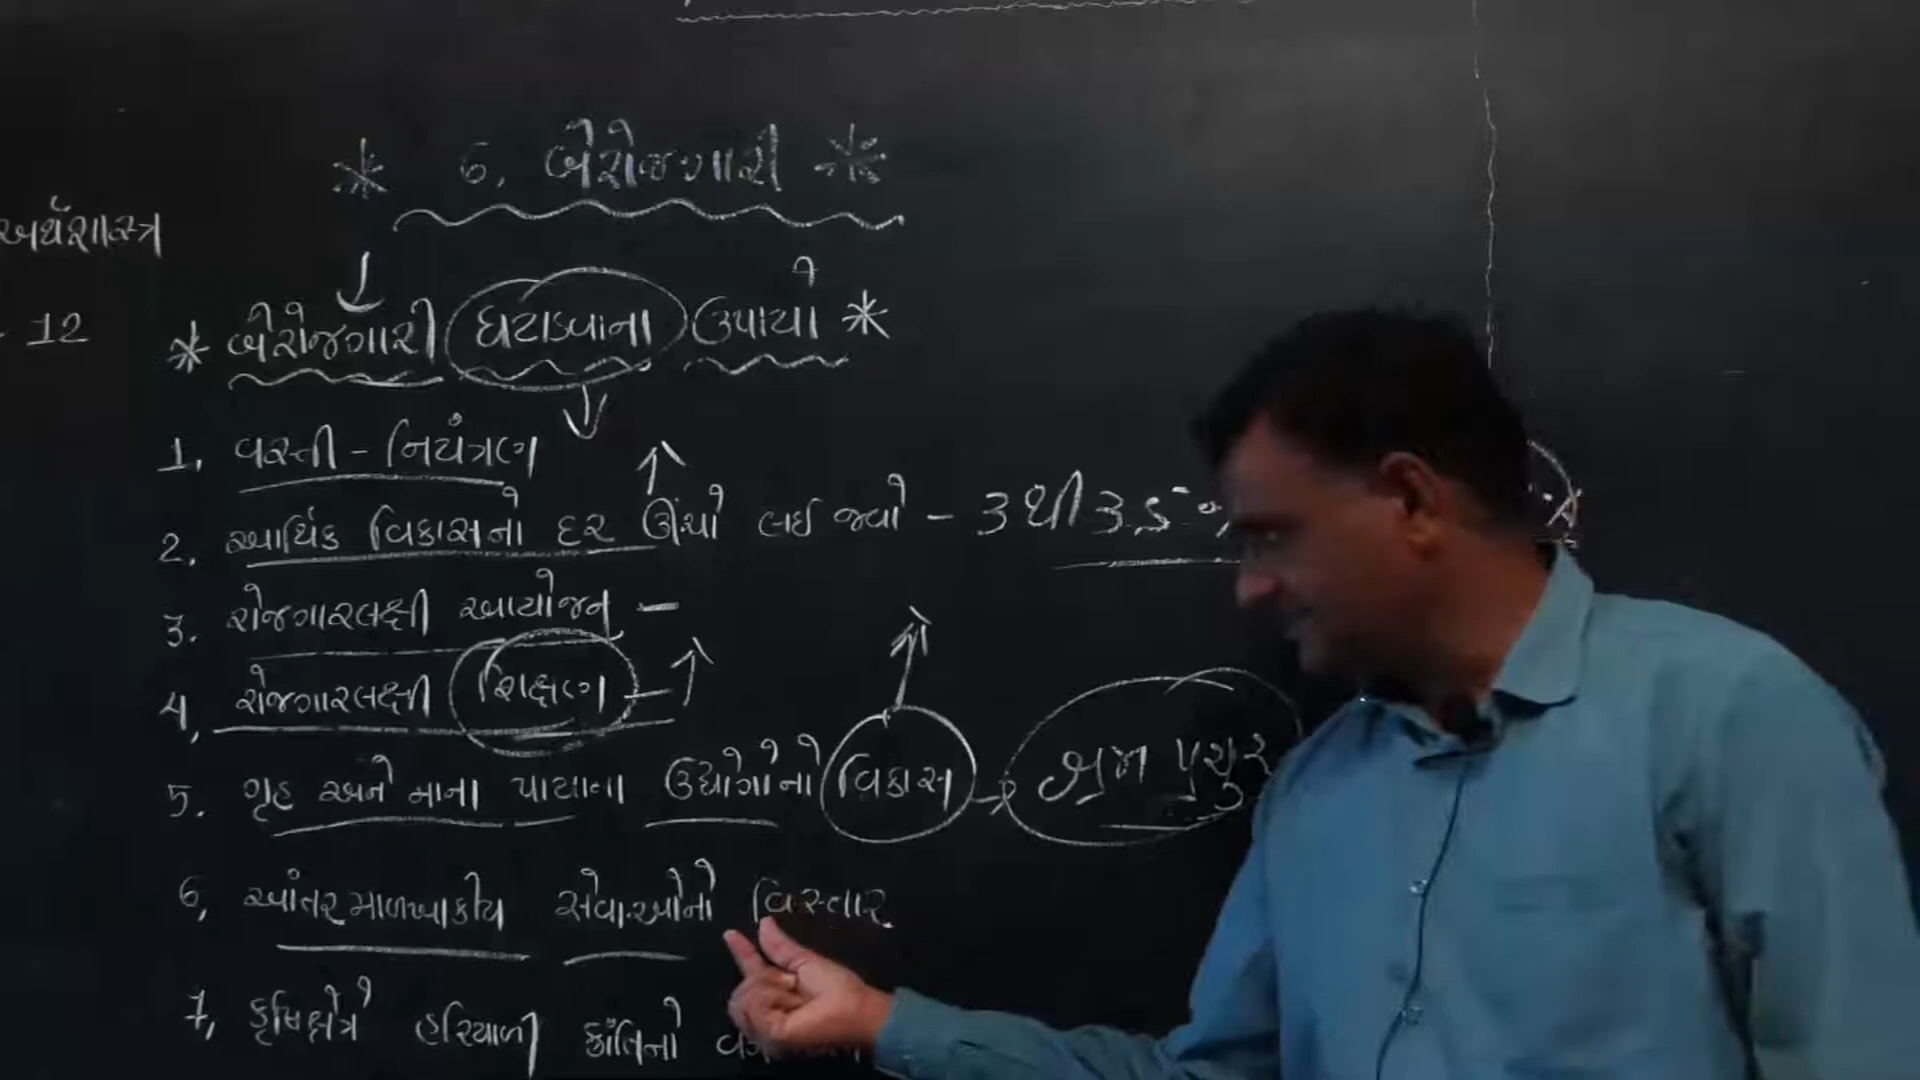 * 6. બેરોજગારી *
અર્થશાસ્ત્ર
- 12
* બેરોજગારી ઘટાડવાના ઉપાયો *
1. વસ્તી - નિયંત્રણ
2. આર્થિક વિકાસનો દર ઊંચો લઈ જવો - 3 થી 3.5 %
3. રોજગારલક્ષી આયોજન -
4. રોજગારલક્ષી શિક્ષણ -
5. ગૃહ અને નાના પાયાના ઉદ્યોગોનો વિકાસ → શ્રમ પ્રચુર
6. આંતરમાળખાકીય સેવાઓનો વિસ્તાર
7. કૃષિક્ષેત્રે હરિયાળી ક્રાંતિનો